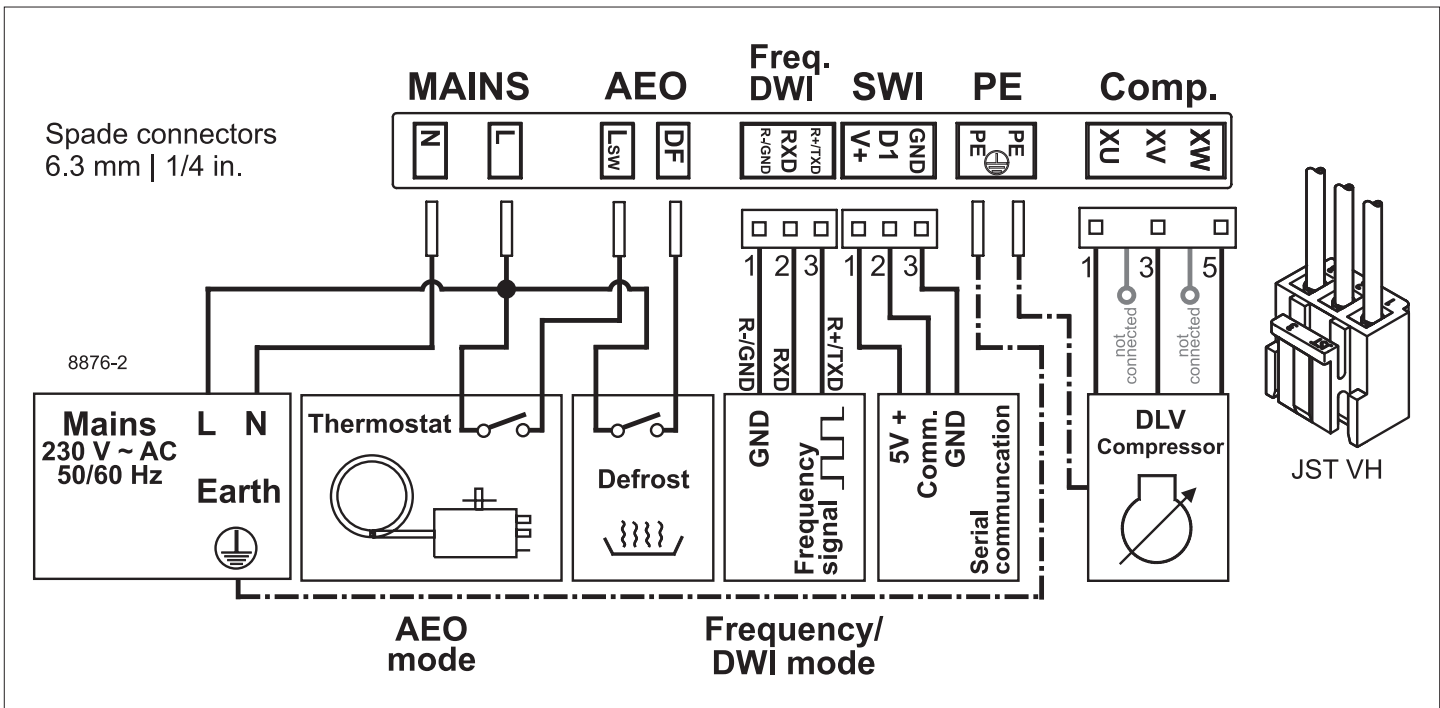 MAINS
AEO
Freq.
DWI
SWI
PE
Comp.
Spade connectors
6.3 mm | 1/4 in.
N
L
Lsw
DF
R-/GND
RXD
R+/TXD
V+
D1
GND
PE
PE
XU
XV
XW
1
2
3
1
2
3
1
3
5
not
connected
not
connected
R-/GND
RXD
R+/TXD
8876-2
Mains
230 V ~ AC
50/60 Hz
L N
Earth
Thermostat
Defrost
GND
Frequency
signal
5V +
Comm.
GND
Serial
communcation
DLV
Compressor
JST VH
AEO
mode
Frequency/
DWI mode